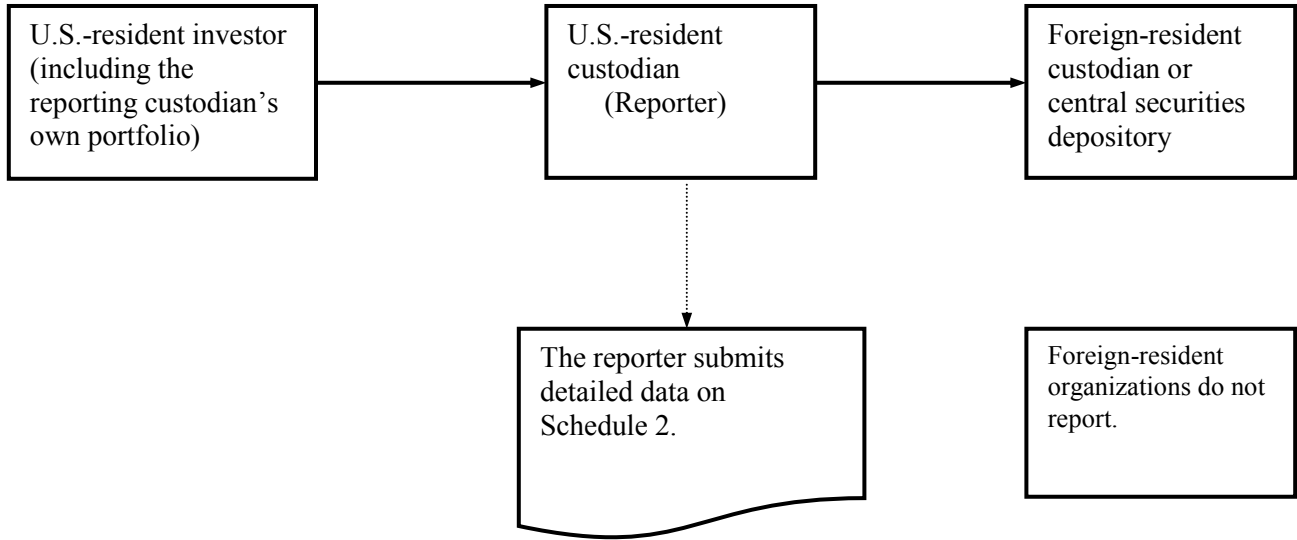 U.S.-resident investor
(including the
reporting custodian’s
own portfolio)
U.S.-resident
custodian
(Reporter)
Foreign-resident
custodian or
central securities
depository
The reporter submits
detailed data on
Schedule 2.
Foreign-resident
organizations do not
report.